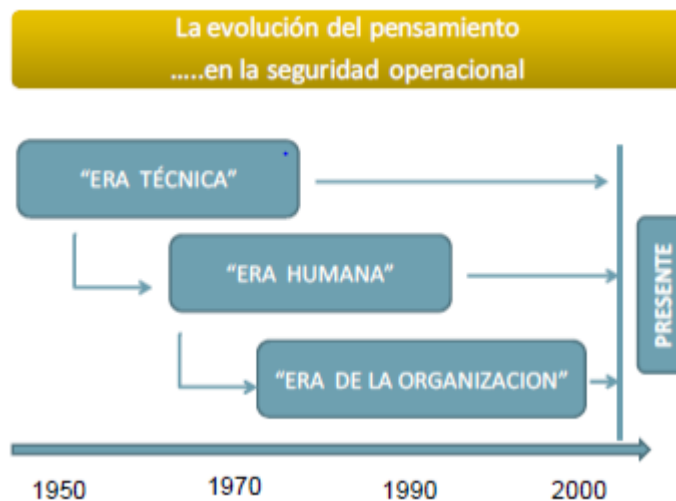 La evolución del pensamiento
.....en la seguridad operacional
“ERA TÉCNICA”
“ERA HUMANA”
“ERA DE LA ORGANIZACION”
PRESENTE
1950
1970
1990
2000